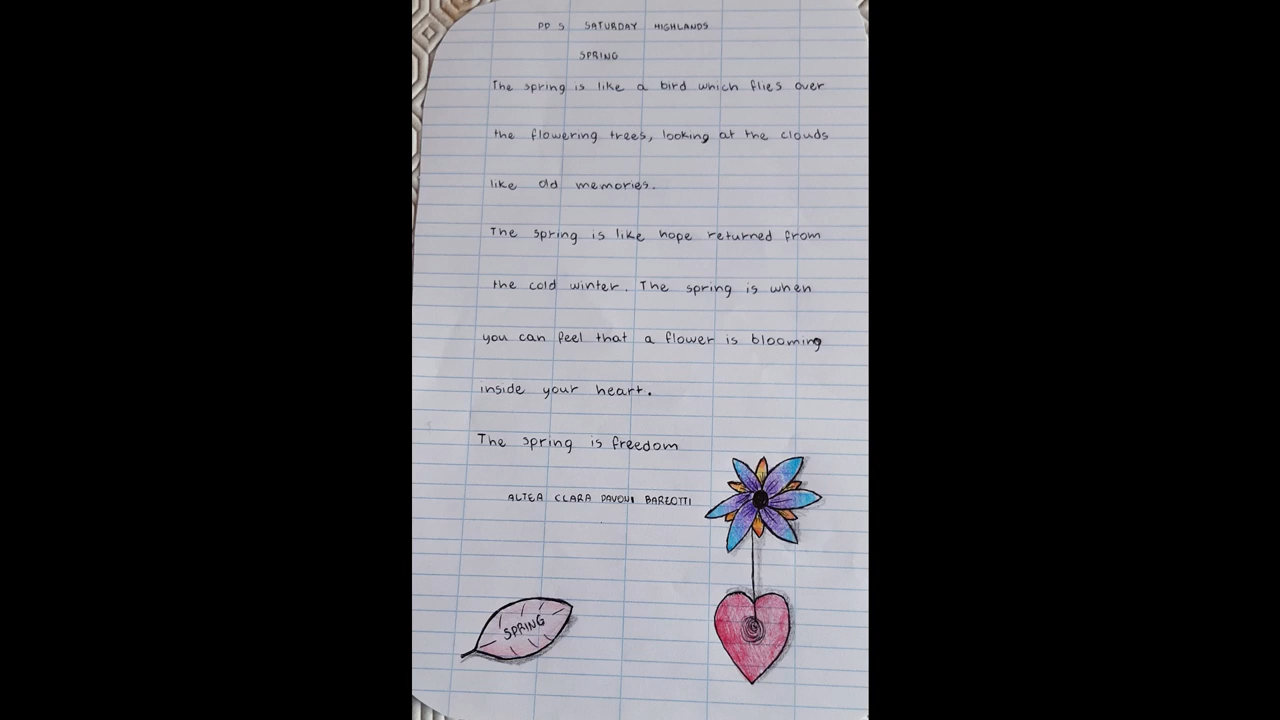 PD 5 SATURDAY HIGHLANDS
SPRING
The spring is like a bird which flies over
the flowering trees, looking at the clouds
like old memories.
The spring is like hope returned from
the cold winter. The spring is when
you can feel that a flower is blooming
inside your heart.
The spring is freedom
ALTEA CLARA PAVONI BARLOTTI
SPRING